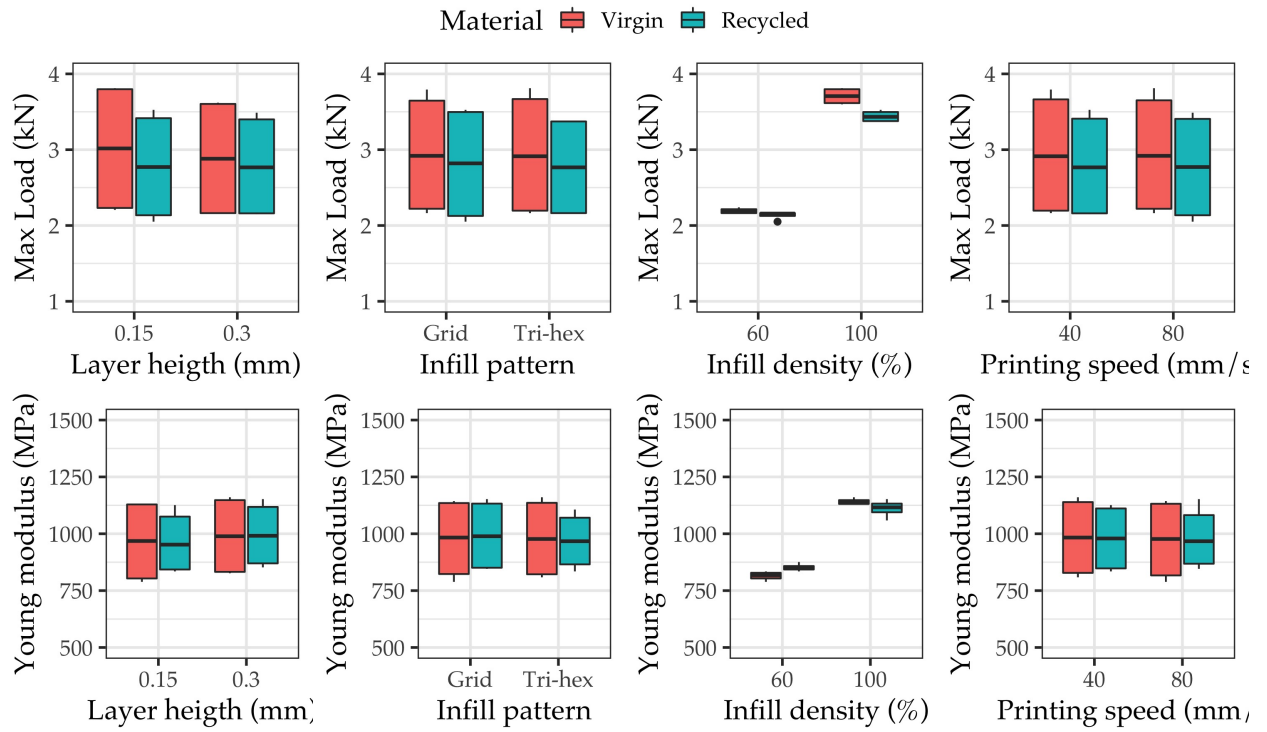 Material Virgin Recycled
Max Load (kN)
4
3
2
1
0.15 0.3
Layer heigth (mm)
Max Load (kN)
4
3
2
1
Grid Tri-hex
Infill pattern
Max Load (kN)
4
3
2
1
60 100
Infill density (%)
Max Load (kN)
4
3
2
1
40 80
Printing speed (mm/s
Young modulus (MPa)
1500
1250
1000
750
500
0.15 0.3
Layer heigth (mm)
Young modulus (MPa)
1500
1250
1000
750
500
Grid Tri-hex
Infill pattern
Young modulus (MPa)
1500
1250
1000
750
500
60 100
Infill density (%)
Young modulus (MPa)
1500
1250
1000
750
500
40 80
Printing speed (mm/